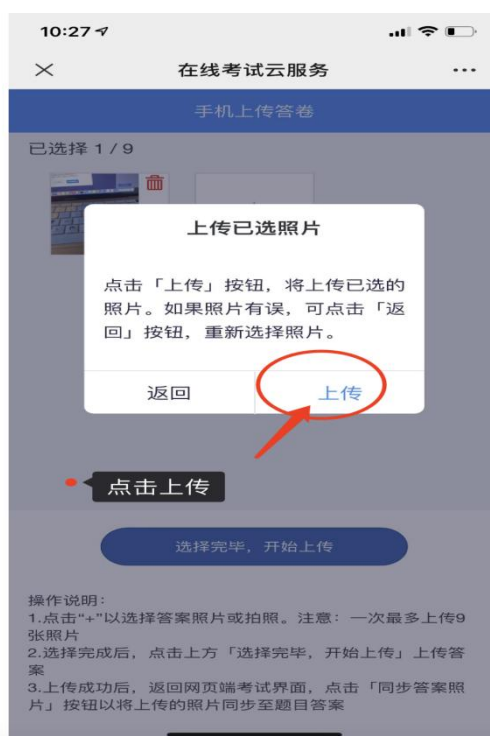 10:27
在线考试云服务
手机上传答卷
已选择 1 / 9
上传已选照片
点击「上传」按钮，将上传已选的
照片。如果照片有误，可点击「返
回」按钮，重新选择照片。
返回
上传
点击上传
选择完毕，开始上传
操作说明：
1.点击“+”以选择答案照片或拍照。注意：一次最多上传9
张照片
2.选择完成后，点击上方「选择完毕，开始上传」上传答
案
3.上传成功后，返回网页端考试界面，点击「同步答案照
片」按钮以将上传的照片同步至题目答案